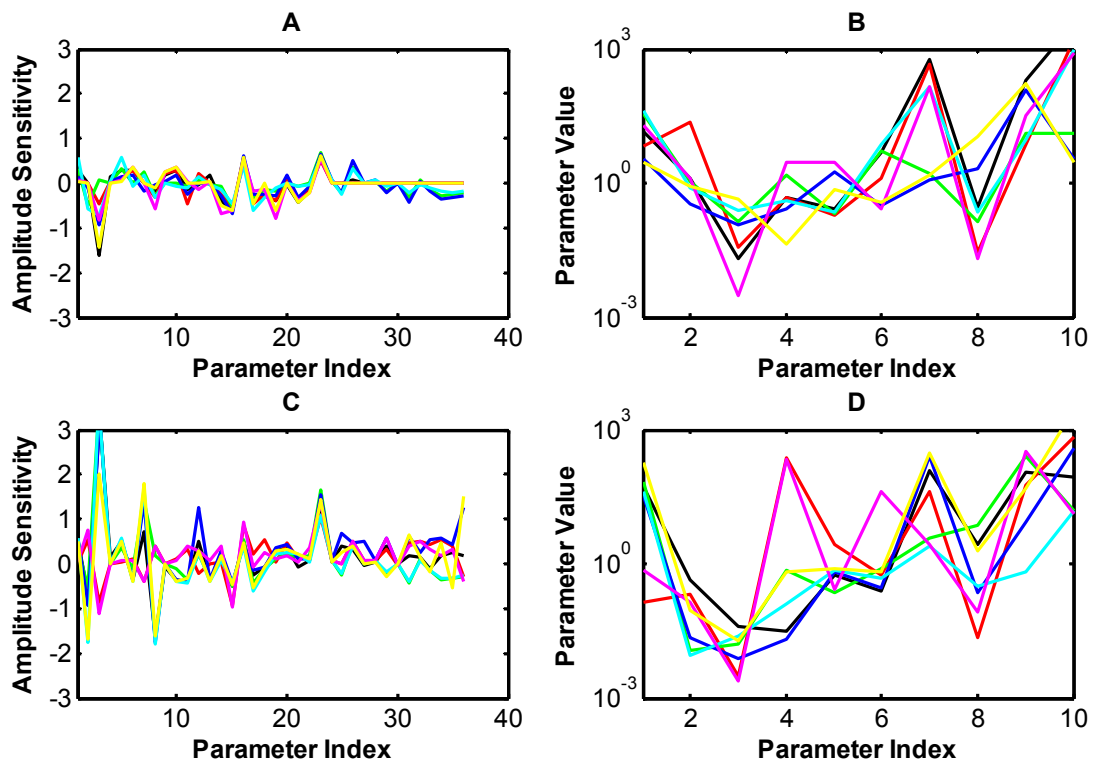 A
B
3
2
1
0
-1
-2
-3
Amplitude Sensitivity
10 20 30 40
Parameter Index
10^3
10^0
10^-3
Parameter Value
2 4 6 8 10
Parameter Index
C
D
3
2
1
0
-1
-2
-3
Amplitude Sensitivity
10 20 30 40
Parameter Index
10^3
10^0
10^-3
Parameter Value
2 4 6 8 10
Parameter Index